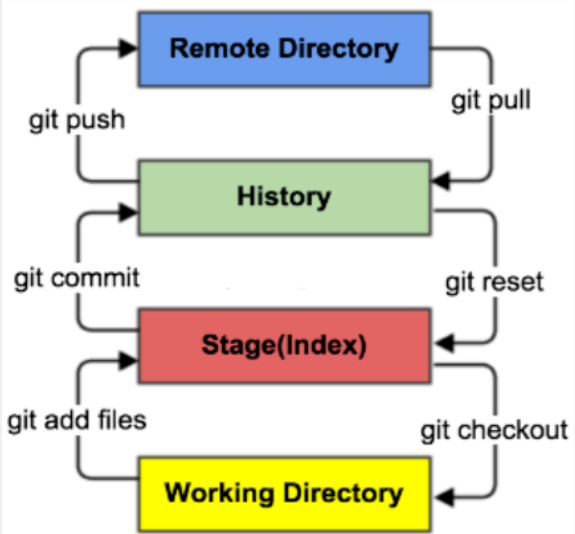 Remote Directory
git push
git pull
History
git commit
git reset
Stage(Index)
git add files
git checkout
Working Directory